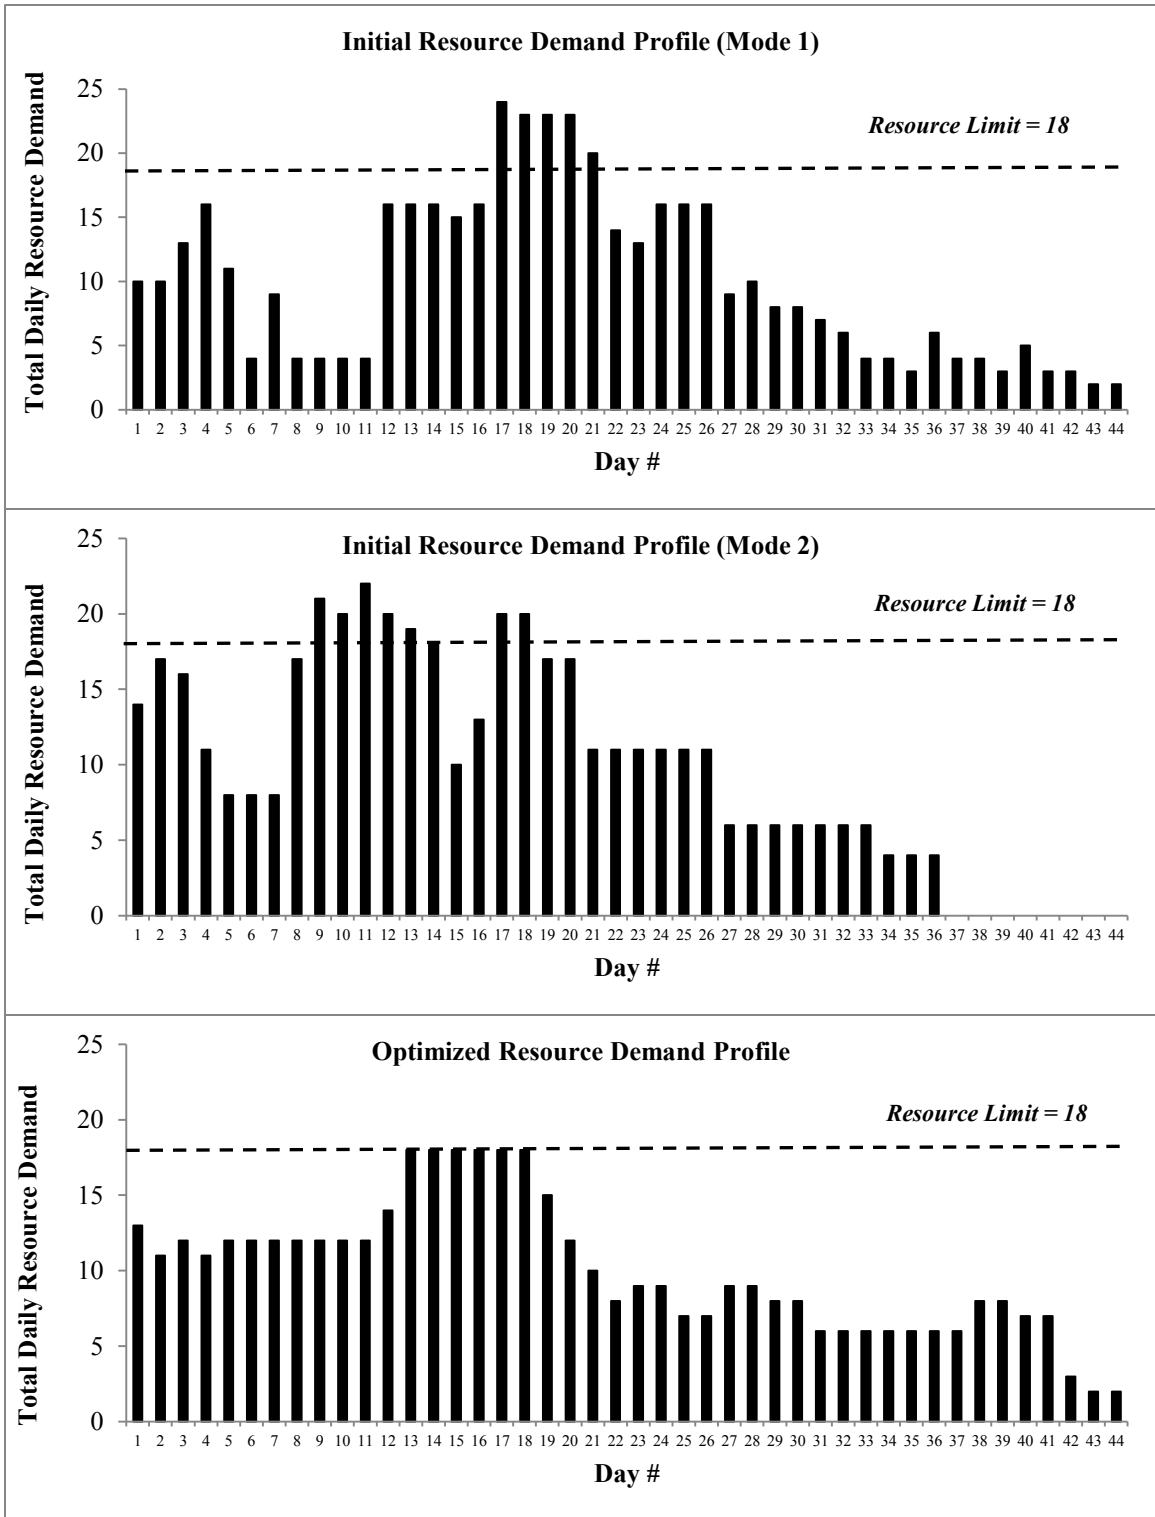 Initial Resource Demand Profile (Mode 1)
Total Daily Resource Demand
25
20
15
10
5
0
Resource Limit = 18
1 2 3 4 5 6 7 8 9 10 11 12 13 14 15 16 17 18 19 20 21 22 23 24 25 26 27 28 29 30 31 32 33 34 35 36 37 38 39 40 41 42 43 44
Day #
Initial Resource Demand Profile (Mode 2)
Total Daily Resource Demand
25
20
15
10
5
0
Resource Limit = 18
1 2 3 4 5 6 7 8 9 10 11 12 13 14 15 16 17 18 19 20 21 22 23 24 25 26 27 28 29 30 31 32 33 34 35 36 37 38 39 40 41 42 43 44
Day #
Optimized Resource Demand Profile
Total Daily Resource Demand
25
20
15
10
5
0
Resource Limit = 18
1 2 3 4 5 6 7 8 9 10 11 12 13 14 15 16 17 18 19 20 21 22 23 24 25 26 27 28 29 30 31 32 33 34 35 36 37 38 39 40 41 42 43 44
Day #